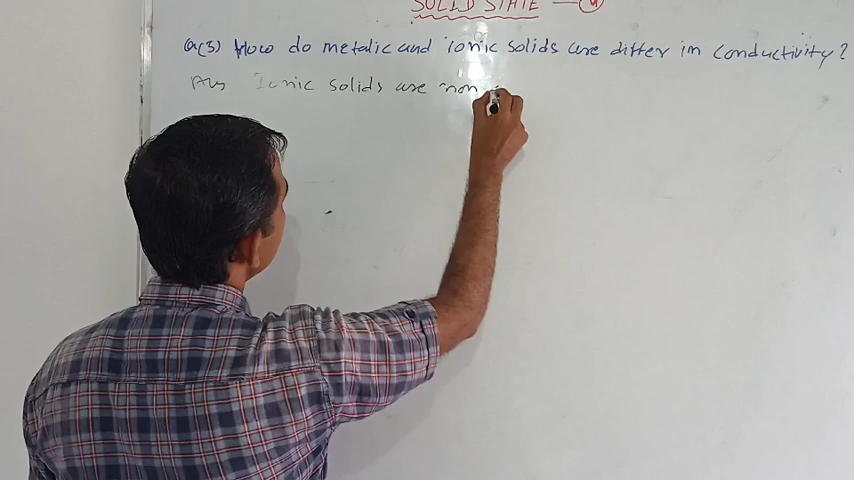 SOLID STATE —
Q(3) How do metalic and ionic solids are differ in conductivity?
Ans Ionic solids are non